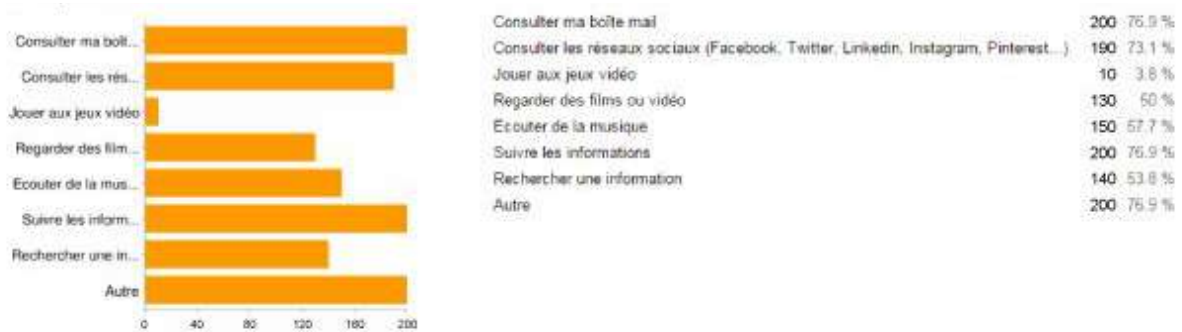 Consulter ma boît...
Consulter les rés...
Jouer aux jeux vidéo
Regarder des film...
Ecouter de la mus...
Suivre les inform...
Rechercher une in...
Autre
0 40 80 120 160 200
Consulter ma boîte mail 200 76.9 %
Consulter les réseaux sociaux (Facebook, Twitter, Linkedin, Instagram, Pinterest...) 190 73.1 %
Jouer aux jeux vidéo 10 3.8 %
Regarder des films ou vidéo 130 50 %
Ecouter de la musique 150 57.7 %
Suivre les informations 200 76.9 %
Rechercher une information 140 53.8 %
Autre 200 76.9 %